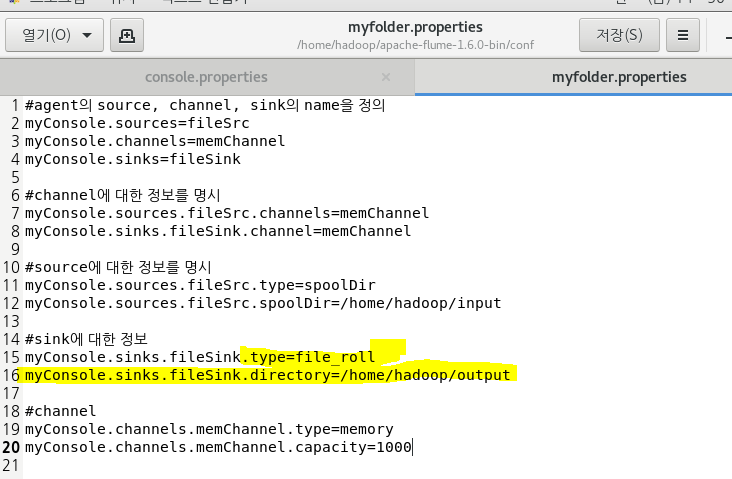 열기(O)
myfolder.properties
/home/hadoop/apache-flume-1.6.0-bin/conf
저장(S)
console.properties ×
myfolder.properties
1 #agent의 source, channel, sink의 name을 정의
2 myConsole.sources=fileSrc
3 myConsole.channels=memChannel
4 myConsole.sinks=fileSink
5
6 #channel에 대한 정보를 명시
7 myConsole.sources.fileSrc.channels=memChannel
8 myConsole.sinks.fileSink.channel=memChannel
9
10 #source에 대한 정보를 명시
11 myConsole.sources.fileSrc.type=spoolDir
12 myConsole.sources.fileSrc.spoolDir=/home/hadoop/input
13
14 #sink에 대한 정보
15 myConsole.sinks.fileSink.type=file_roll
16 myConsole.sinks.fileSink.directory=/home/hadoop/output
17
18 #channel
19 myConsole.channels.memChannel.type=memory
20 myConsole.channels.memChannel.capacity=1000
21